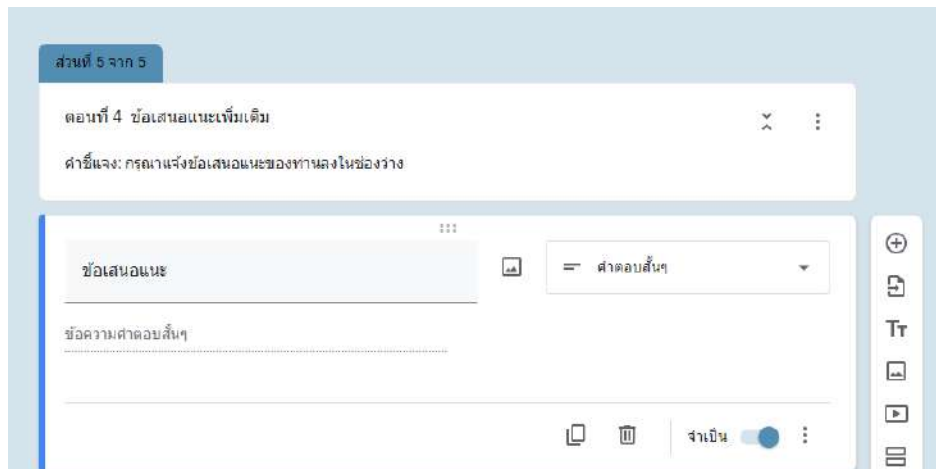 ส่วนที่ 5 จาก 5
ตอนที่ 4 ข้อเสนอแนะเพิ่มเติม
คำชี้แจง: กรุณาแจ้งข้อเสนอแนะของท่านลงในช่องว่าง
ข้อเสนอแนะ
คำตอบสั้นๆ
ข้อความคำตอบสั้นๆ
จำเป็น